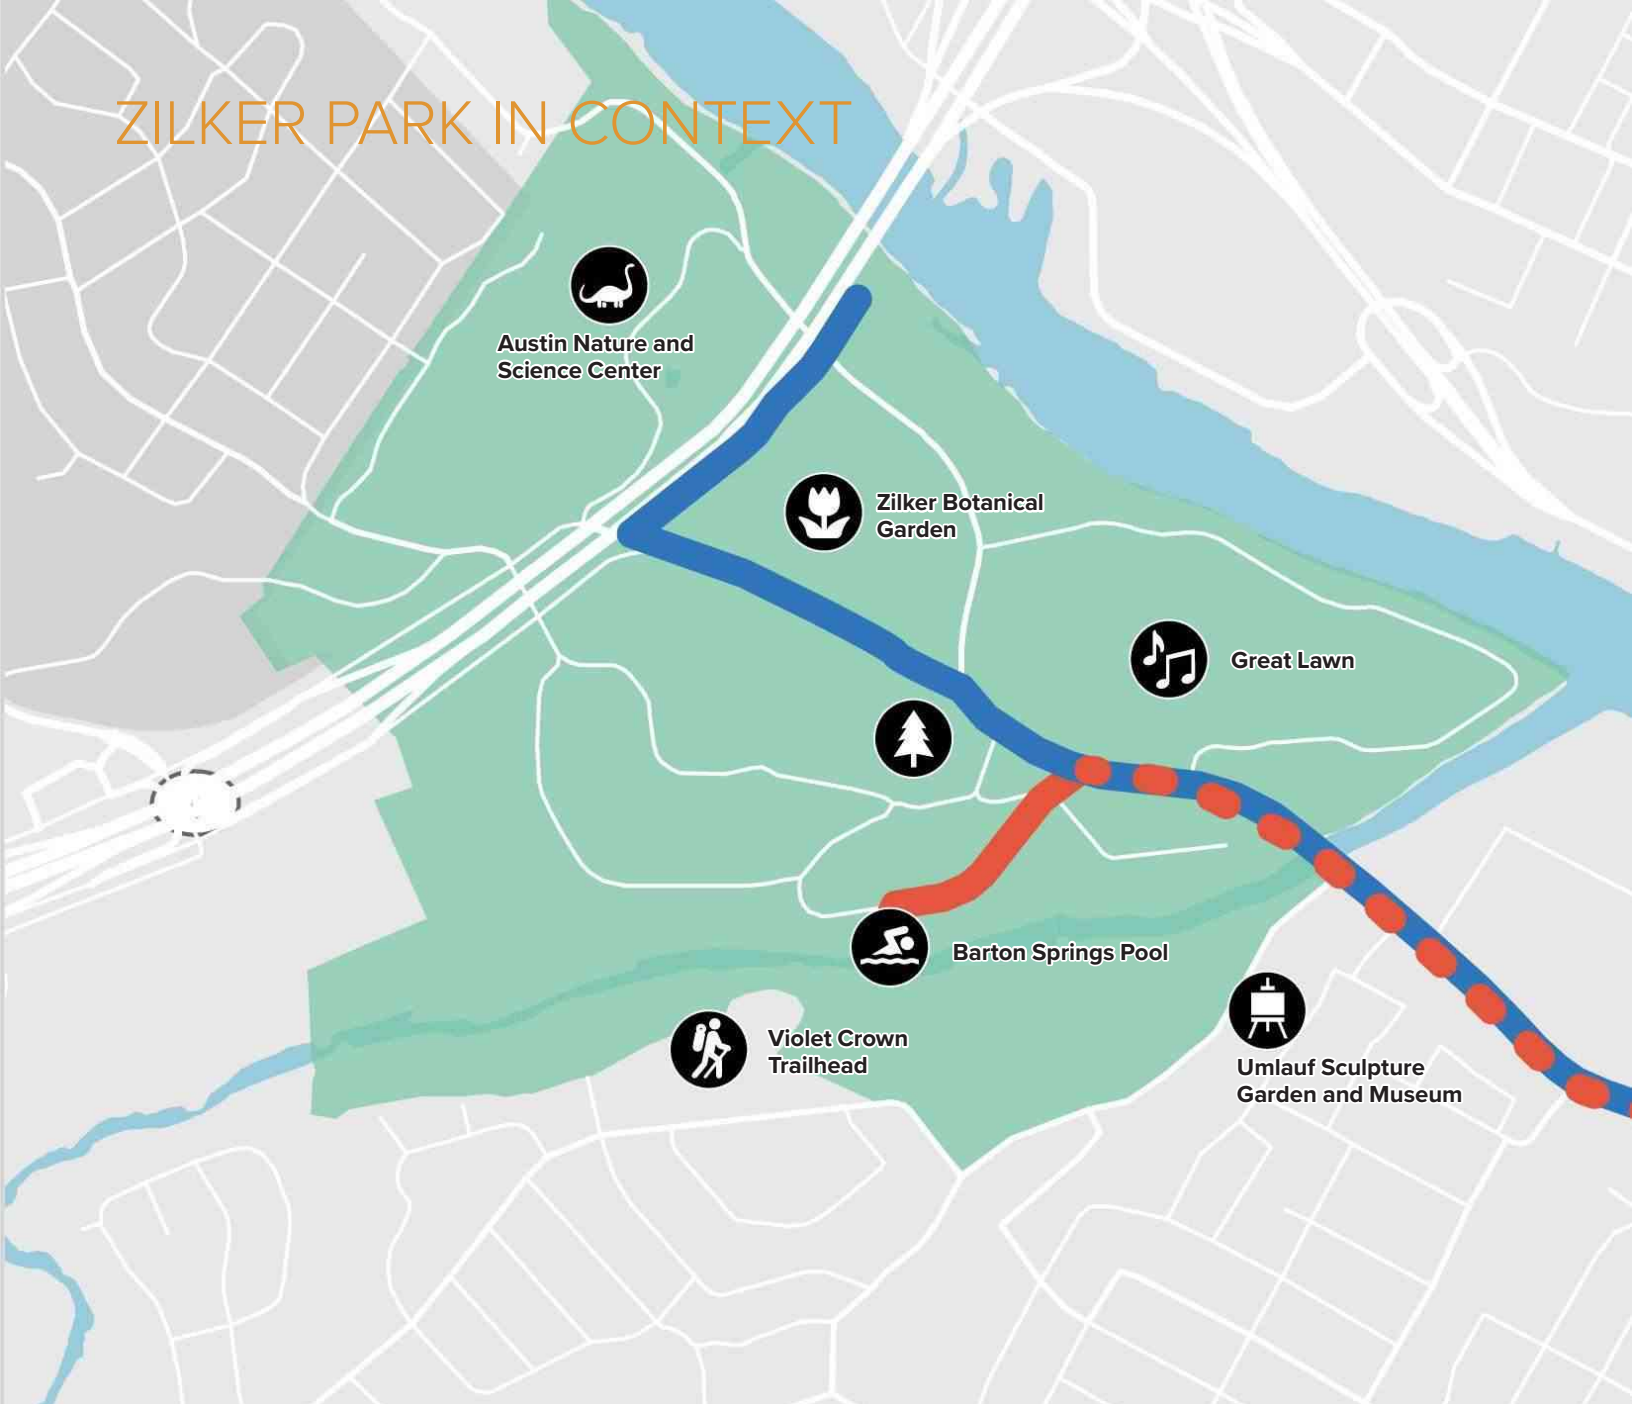 ZILKER PARK IN CONTEXT
Austin Nature and
Science Center
Zilker Botanical
Garden
Great Lawn
Barton Springs Pool
Violet Crown
Trailhead
Umlauf Sculpture
Garden and Museum